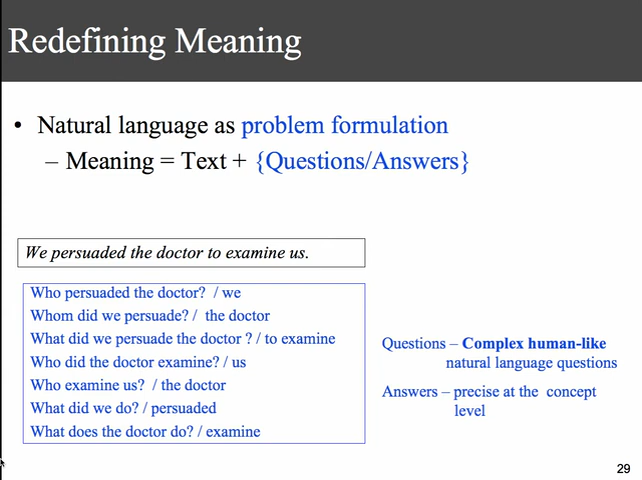 Redefining Meaning
• Natural language as problem formulation
– Meaning = Text + {Questions/Answers}
We persuaded the doctor to examine us.
Who persuaded the doctor? / we
Whom did we persuade? / the doctor
What did we persuade the doctor ? / to examine
Who did the doctor examine? / us
Who examine us? / the doctor
What did we do? / persuaded
What does the doctor do? / examine
Questions – Complex human-like
natural language questions
Answers – precise at the concept
level
29